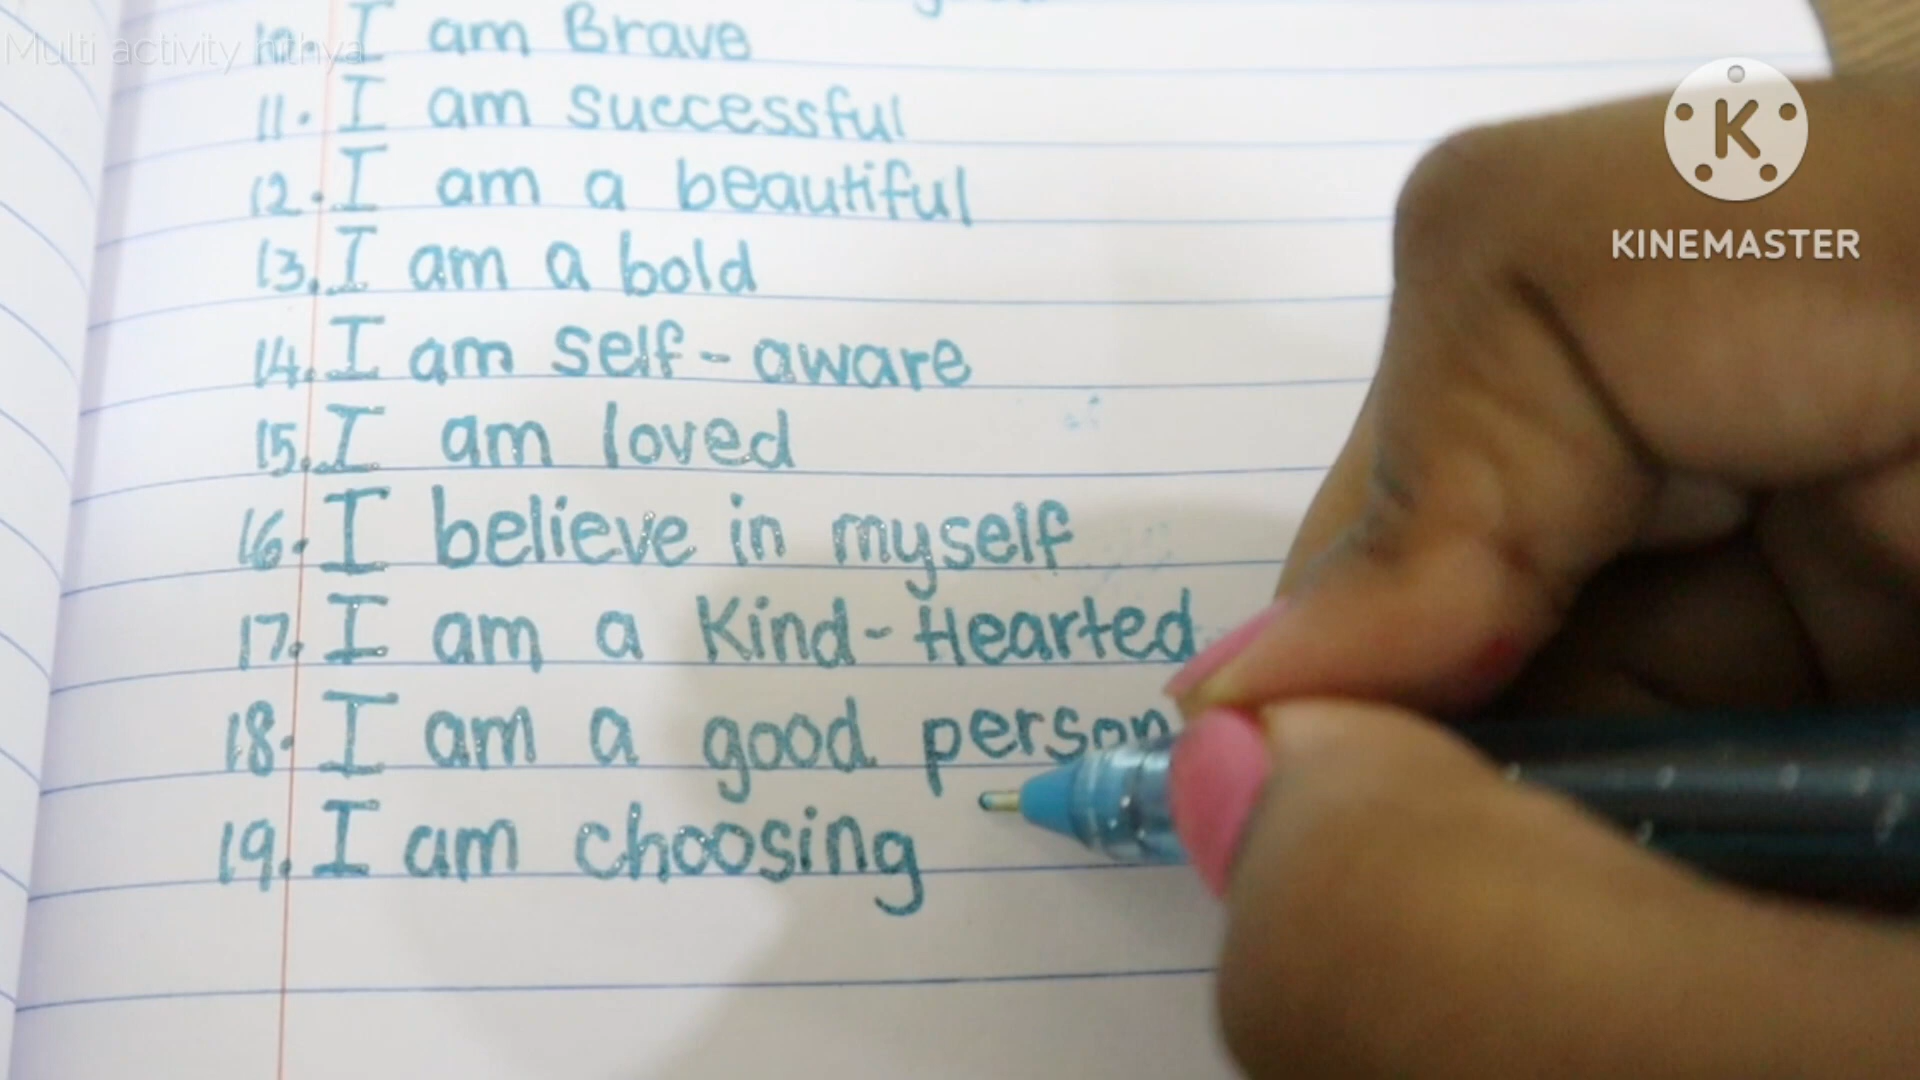 Multi activity nithya
10. I am Brave
11. I am successful
12. I am a beautiful
13. I am a bold
14. I am self-aware
15. I am loved
16. I believe in myself
17. I am a Kind-Hearted
18. I am a good person
19. I am choosing
K
KINEMASTER